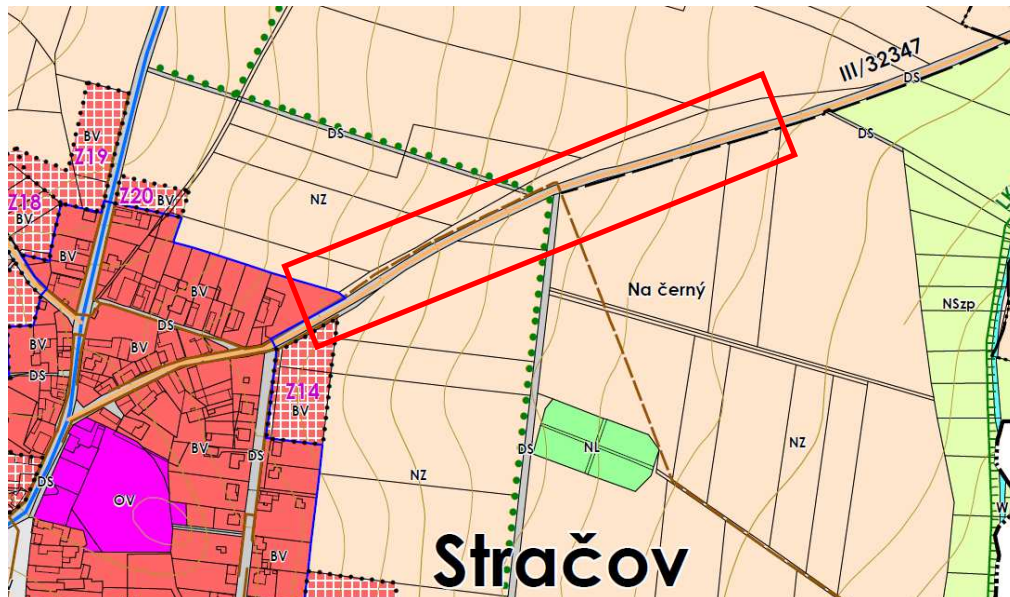 III/32347
DS
BV
Z19
DS
DS
Z20
BV
Z18
BV
NZ
BV
BV
Na černý
NSzp
DS
BV
BV
DS
Z14
BV
BV
DS
DS
NL
NZ
NZ
DS
OV
W
BV
Stračov